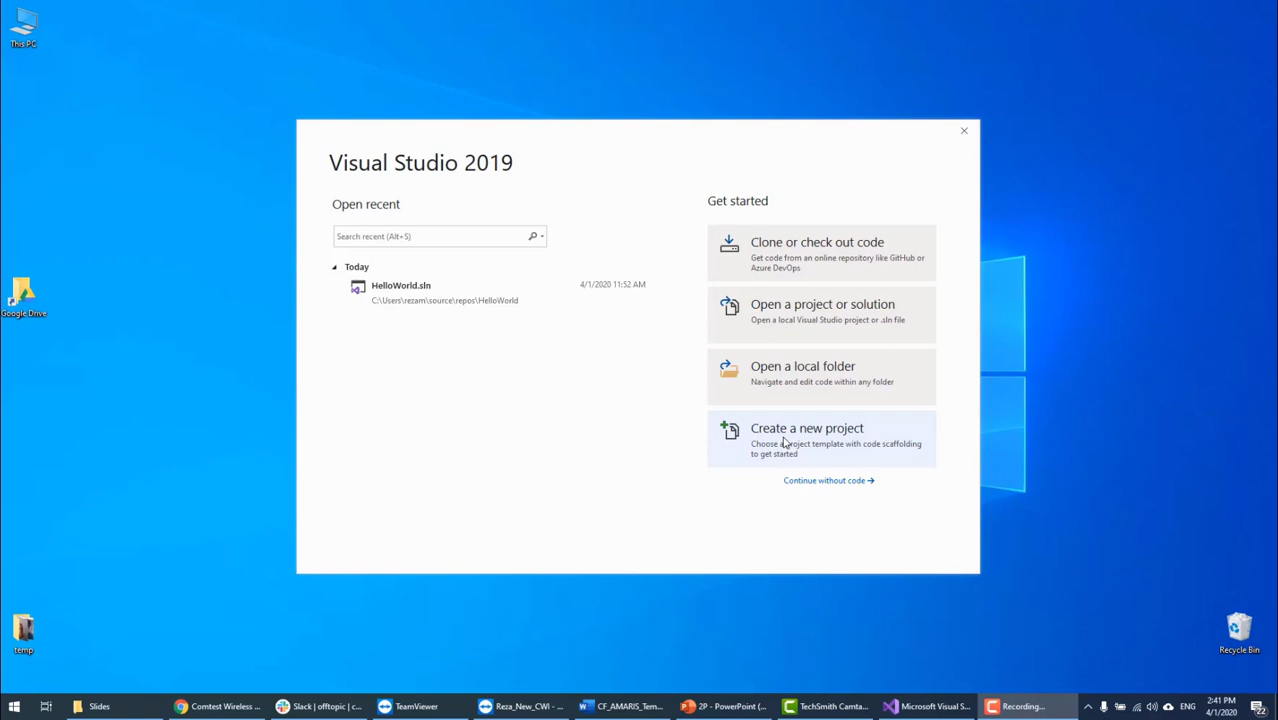 This PC
Google Drive
temp
Recycle Bin
Visual Studio 2019
Open recent
Search recent (Alt+S)
Today
HelloWorld.sln
4/1/2020 11:52 AM
C:\Users\rezam\source\repos\HelloWorld
Get started
Clone or check out code
Get code from an online repository like GitHub or
Azure DevOps
Open a project or solution
Open a local Visual Studio project or .sln file
Open a local folder
Navigate and edit code within any folder
Create a new project
Choose a project template with code scaffolding
to get started
Continue without code →
Slides
Comtest Wireless ...
Slack | offtopic | c...
TeamViewer
Reza_New_CWI - ...
CF_AMARIS_Tem...
2P - PowerPoint (...
TechSmith Camta...
Microsoft Visual S...
Recording...
ENG
2:41 PM
4/1/2020
22